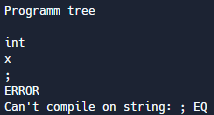 Programm tree
int
x
;
ERROR
Can't compile on string: ; EQ